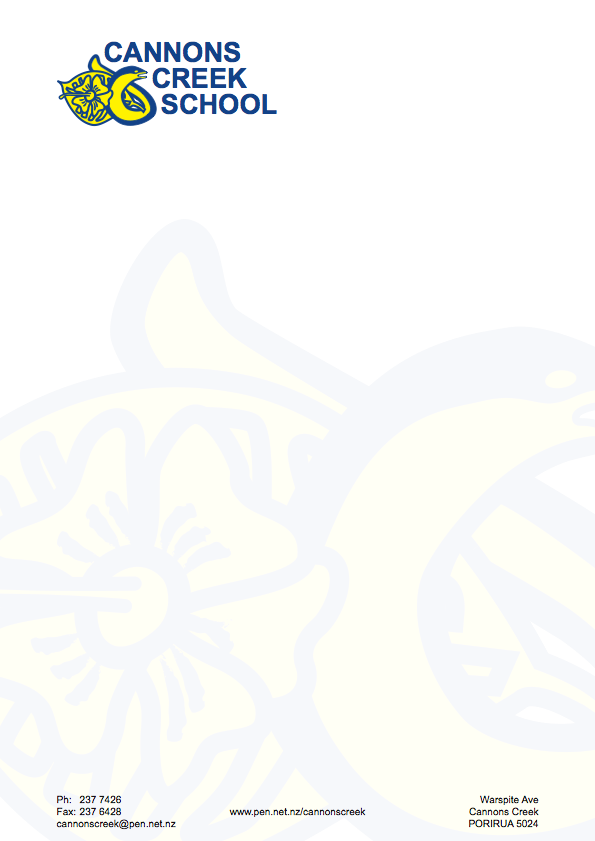 CANNONS
CREEK
SCHOOL
Ph: 237 7426
Fax: 237 6428
cannonscreek@pen.net.nz
www.pen.net.nz/cannonscreek
Warspite Ave
Cannons Creek
PORIRUA 5024